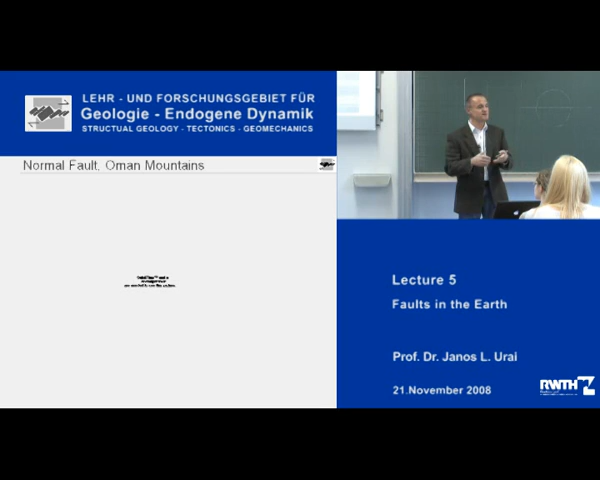 LEHR - UND FORSCHUNGSGEBIET FÜR
Geologie - Endogene Dynamik
STRUCTUAL GEOLOGY - TECTONICS - GEOMECHANICS
Normal Fault, Oman Mountains
Lecture 5
Faults in the Earth
Prof. Dr. Janos L. Urai
21.November 2008
RWTH